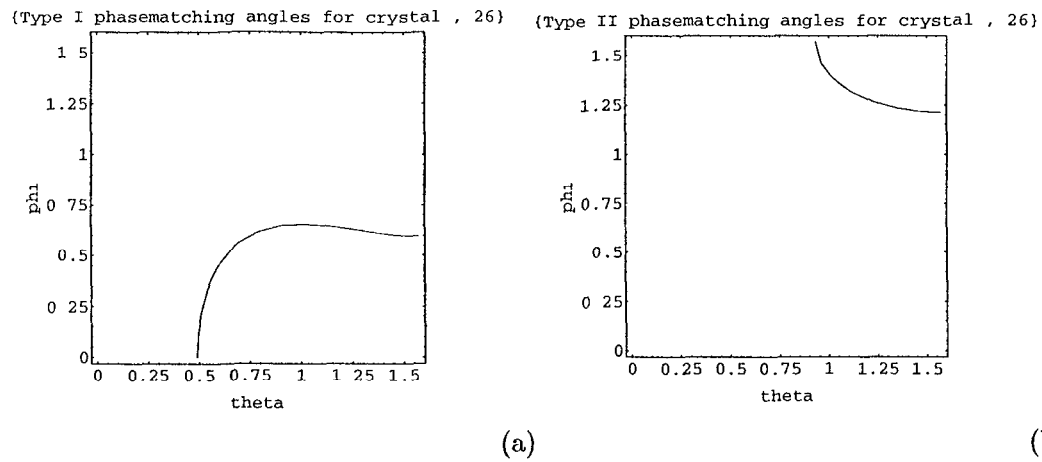 {Type I phasematching angles for crystal , 26}
1 5
1.25
1
0 75
0.5
0 25
0
phi
0 0.25 0.5 0.75 1 1.25 1.5
theta
(a)
{Type II phasematching angles for crystal , 26}
1.5
1.25
1
0.75
0.5
0 25
0
phi
0 0.25 0.5 0.75 1 1.25 1.5
theta